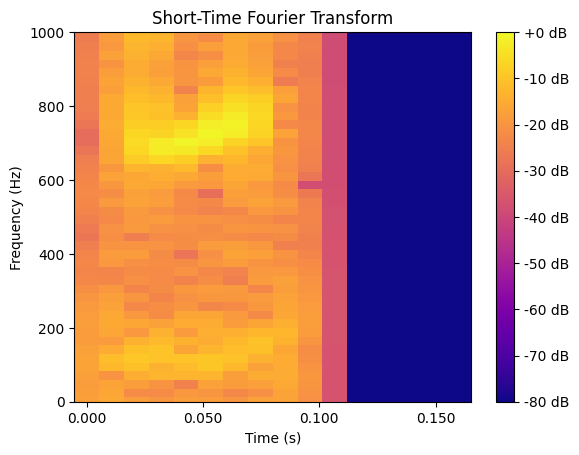 Short-Time Fourier Transform
1000
800
600
400
200
0
Frequency (Hz)
0.000
0.050
0.100
0.150
Time (s)
+0 dB
-10 dB
-20 dB
-30 dB
-40 dB
-50 dB
-60 dB
-70 dB
-80 dB